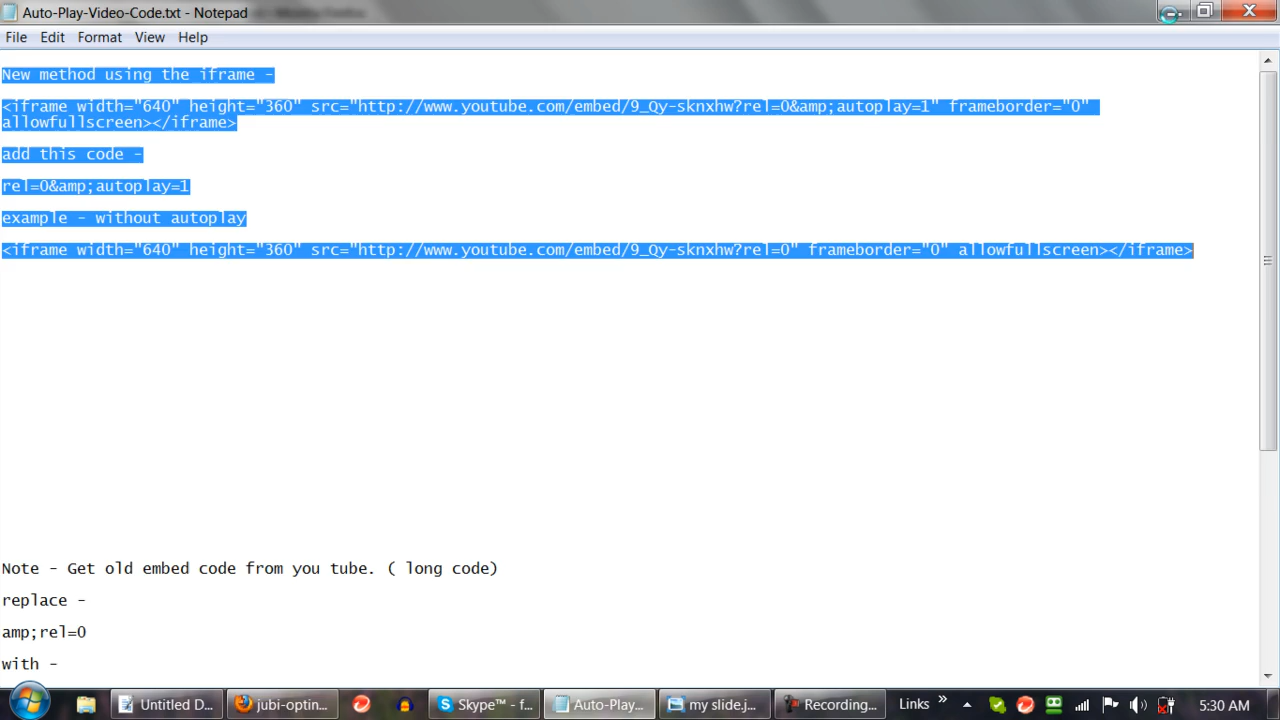 Auto-Play-Video-Code.txt - Notepad
File Edit Format View Help
New method using the iframe -
<iframe width="640" height="360" src="http://www.youtube.com/embed/9_Qy-sknxhw?rel=0&amp;autoplay=1" frameborder="0"
allowfullscreen></iframe>
add this code -
rel=0&amp;autoplay=1
example - without autoplay
<iframe width="640" height="360" src="http://www.youtube.com/embed/9_Qy-sknxhw?rel=0" frameborder="0" allowfullscreen></iframe>
Note - Get old embed code from you tube. ( long code)
replace -
amp;rel=0
with -
Untitled D... jubi-optin... Skype™ - f... Auto-Play... my slide.j... Recording... Links » 5:30 AM